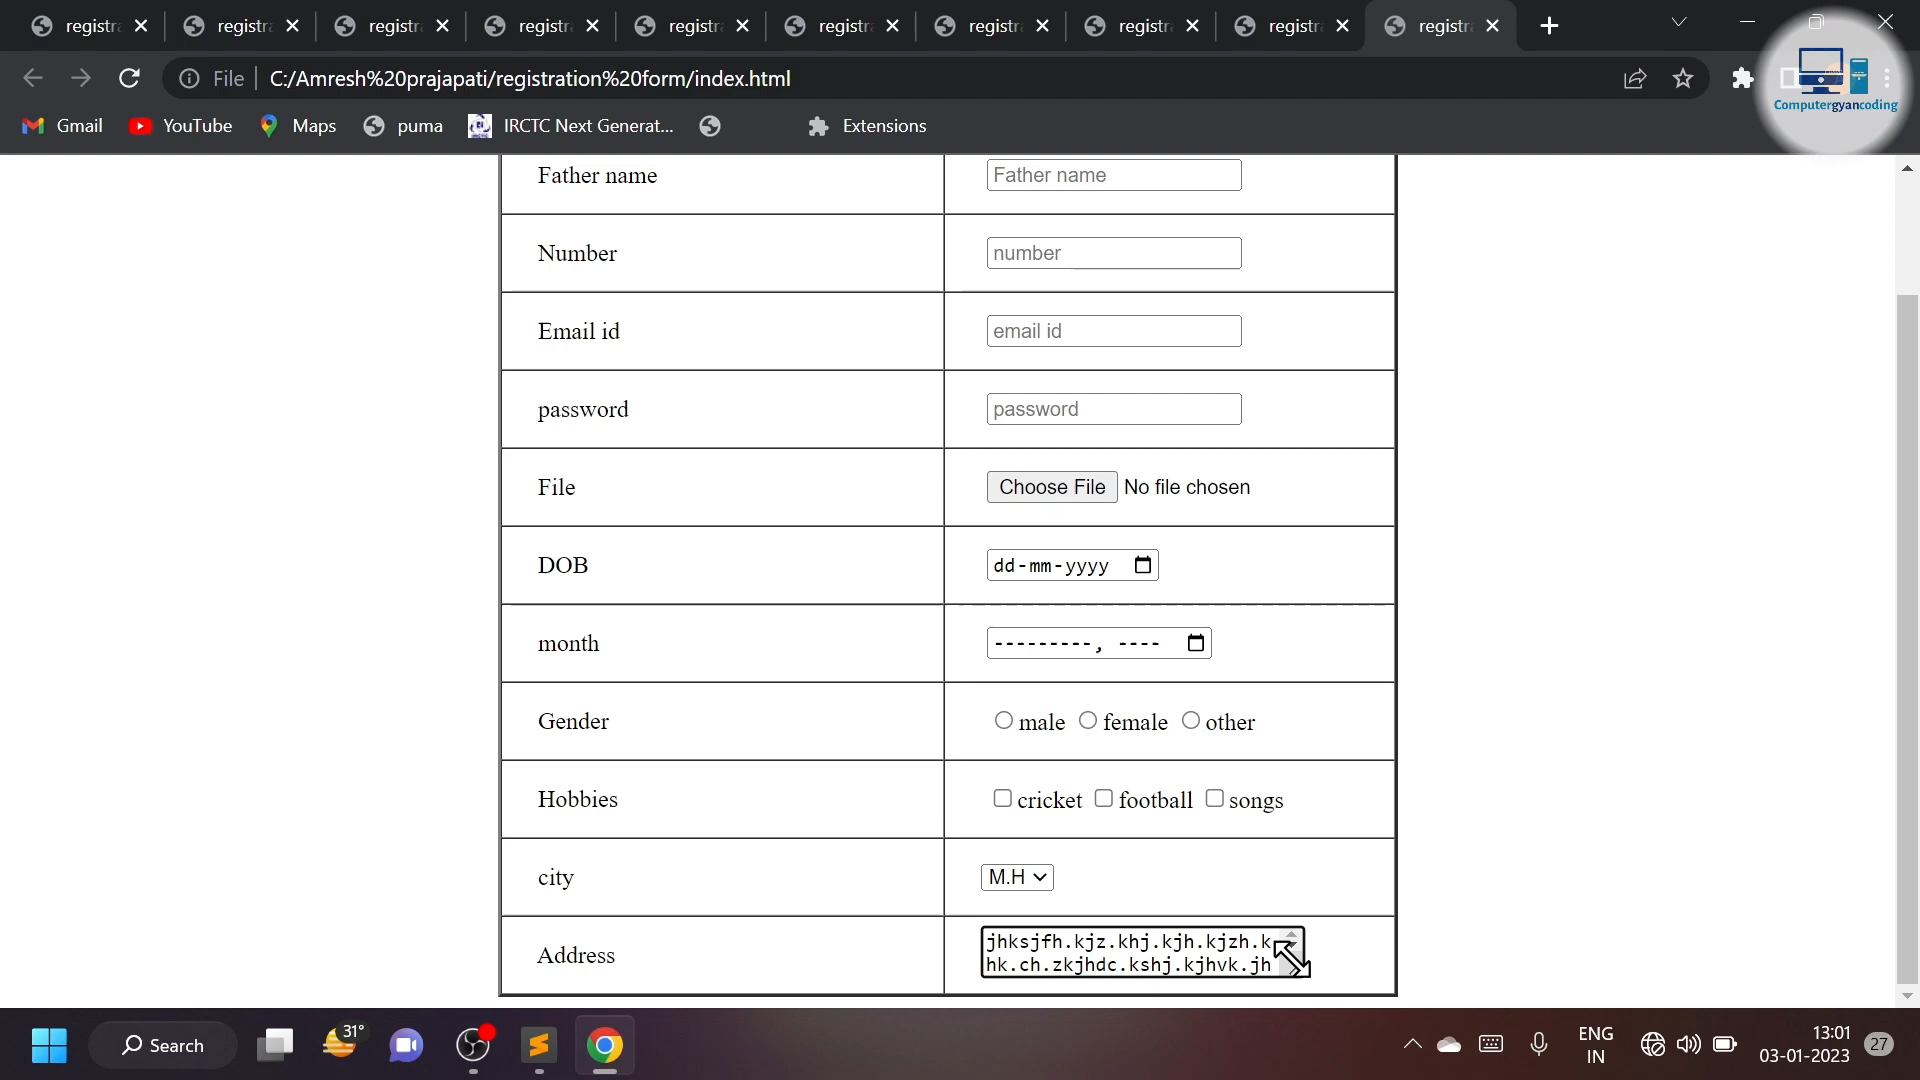 registr registr registr registr registr registr registr registr registr registr
File C:/Amresh%20prajapati/registration%20form/index.html
Computergyancoding
Gmail YouTube Maps puma IRCTC Next Generat... Extensions
Father name Father name
Number number
Email id email id
password password
File Choose File No file chosen
DOB dd-mm-yyyy
month ---------, ----
Gender male female other
Hobbies cricket football songs
city M.H
Address jhksjfh.kjz.khj.kjh.kjzh.k
hk.ch.zkjhdc.kshj.kjhvk.jh
31°
Search
ENG
IN
13:01
03-01-2023
27